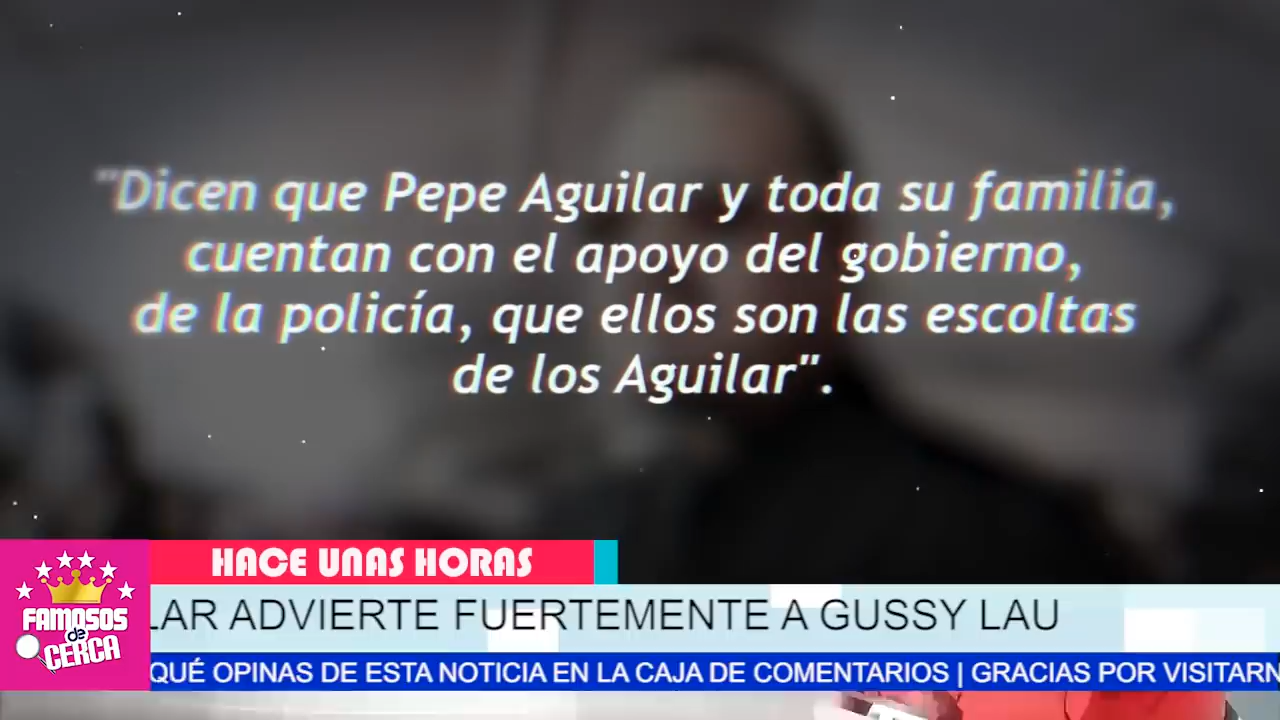 "Dicen que Pepe Aguilar y toda su familia,
cuentan con el apoyo del gobierno,
de la policía, que ellos son las escoltas
de los Aguilar".
HACE UNAS HORAS
LAR ADVIERTE FUERTEMENTE A GUSSY LAU
FAMOSOS
de
CERCA
QUÉ OPINAS DE ESTA NOTICIA EN LA CAJA DE COMENTARIOS | GRACIAS POR VISITARN